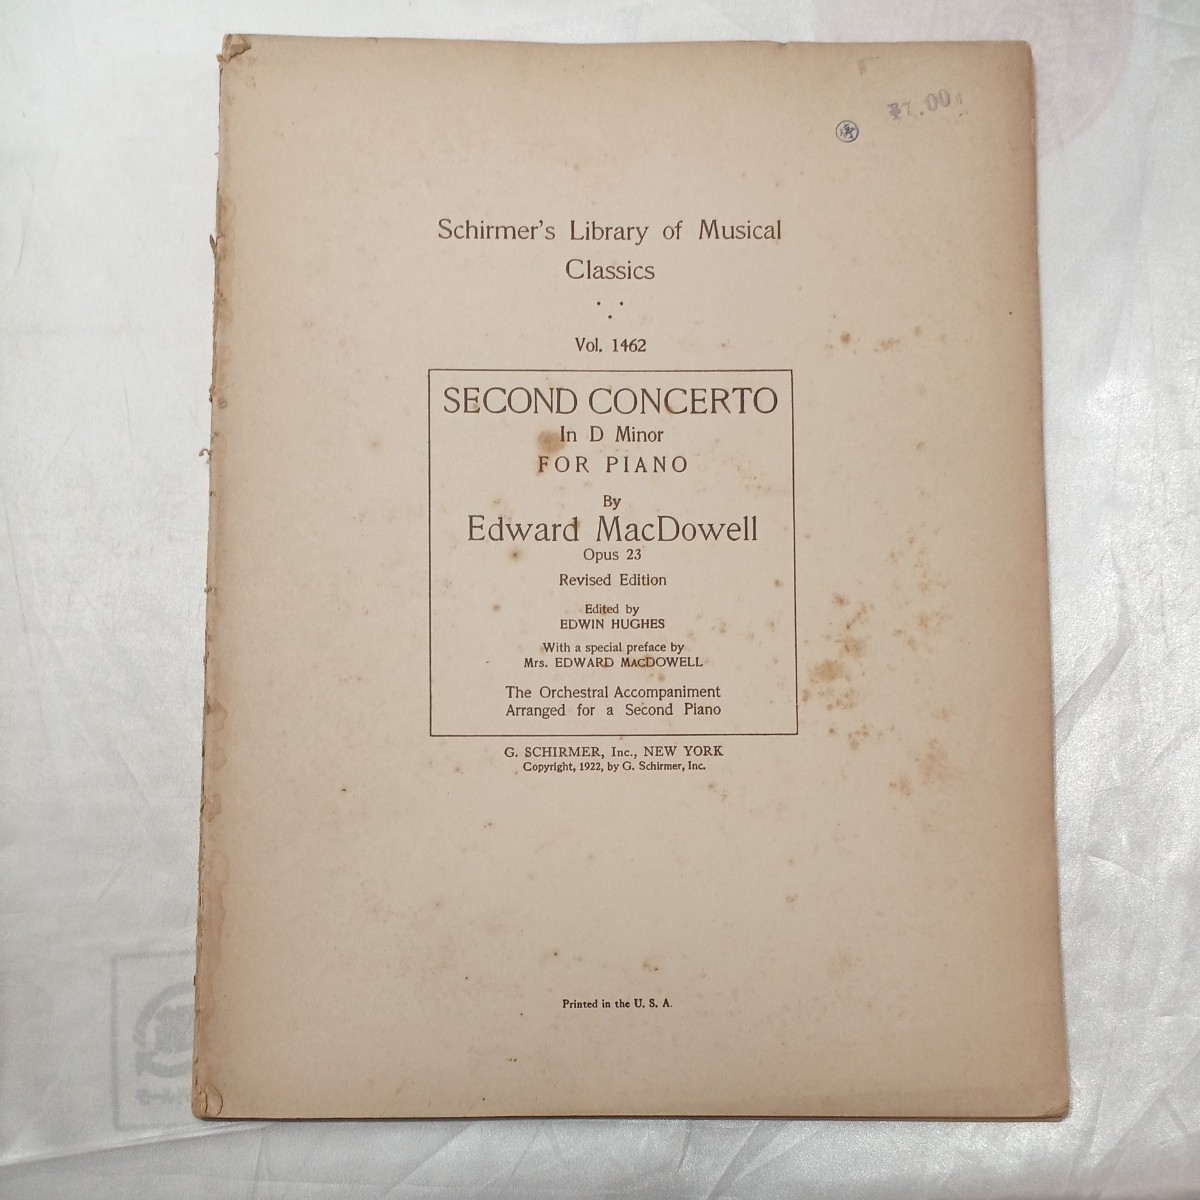 ¥7.00
Schirmer's Library of Musical
Classics
Vol. 1462
SECOND CONCERTO
In D Minor
FOR PIANO
By
Edward MacDowell
Opus 23
Revised Edition
Edited by
EDWIN HUGHES
With a special preface by
Mrs. EDWARD MACDOWELL
The Orchestral Accompaniment
Arranged for a Second Piano
G. SCHIRMER, Inc., NEW YORK
Copyright, 1922, by G. Schirmer, Inc.
Printed in the U. S. A.